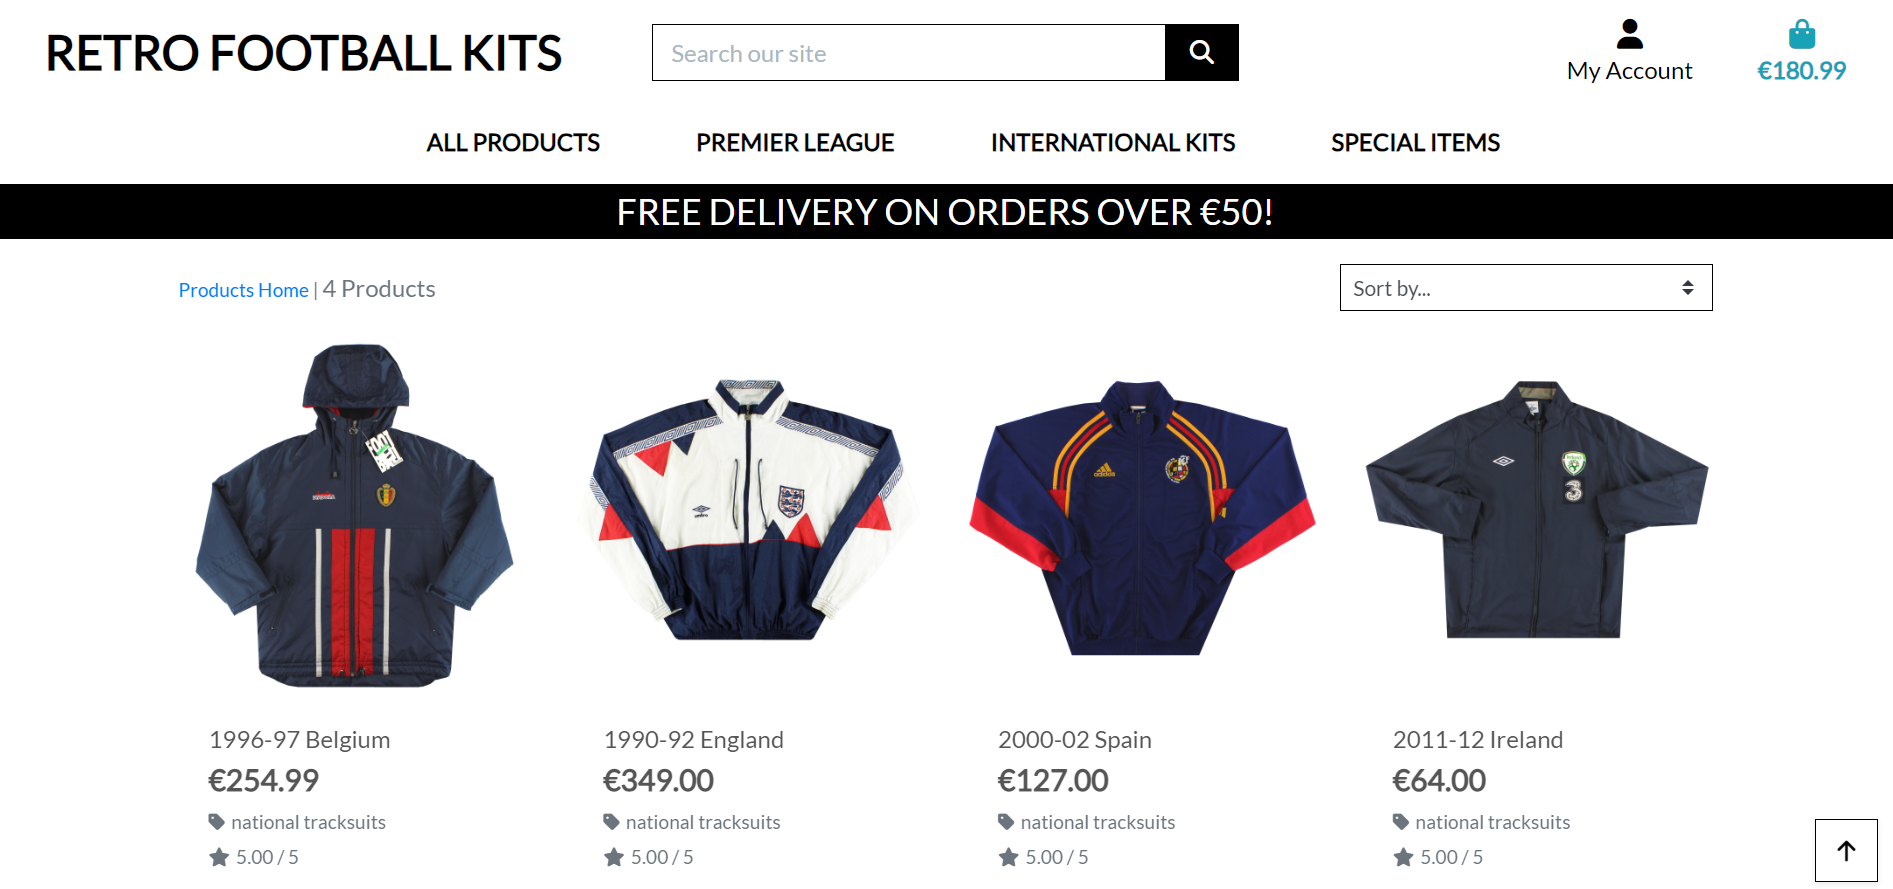 RETRO FOOTBALL KITS
Search our site
My Account
€180.99
ALL PRODUCTS
PREMIER LEAGUE
INTERNATIONAL KITS
SPECIAL ITEMS
FREE DELIVERY ON ORDERS OVER €50!
Products Home | 4 Products
Sort by...
adidas
umbro
3
1996-97 Belgium
€254.99
national tracksuits
5.00 / 5
1990-92 England
€349.00
national tracksuits
5.00 / 5
2000-02 Spain
€127.00
national tracksuits
5.00 / 5
2011-12 Ireland
€64.00
national tracksuits
5.00 / 5